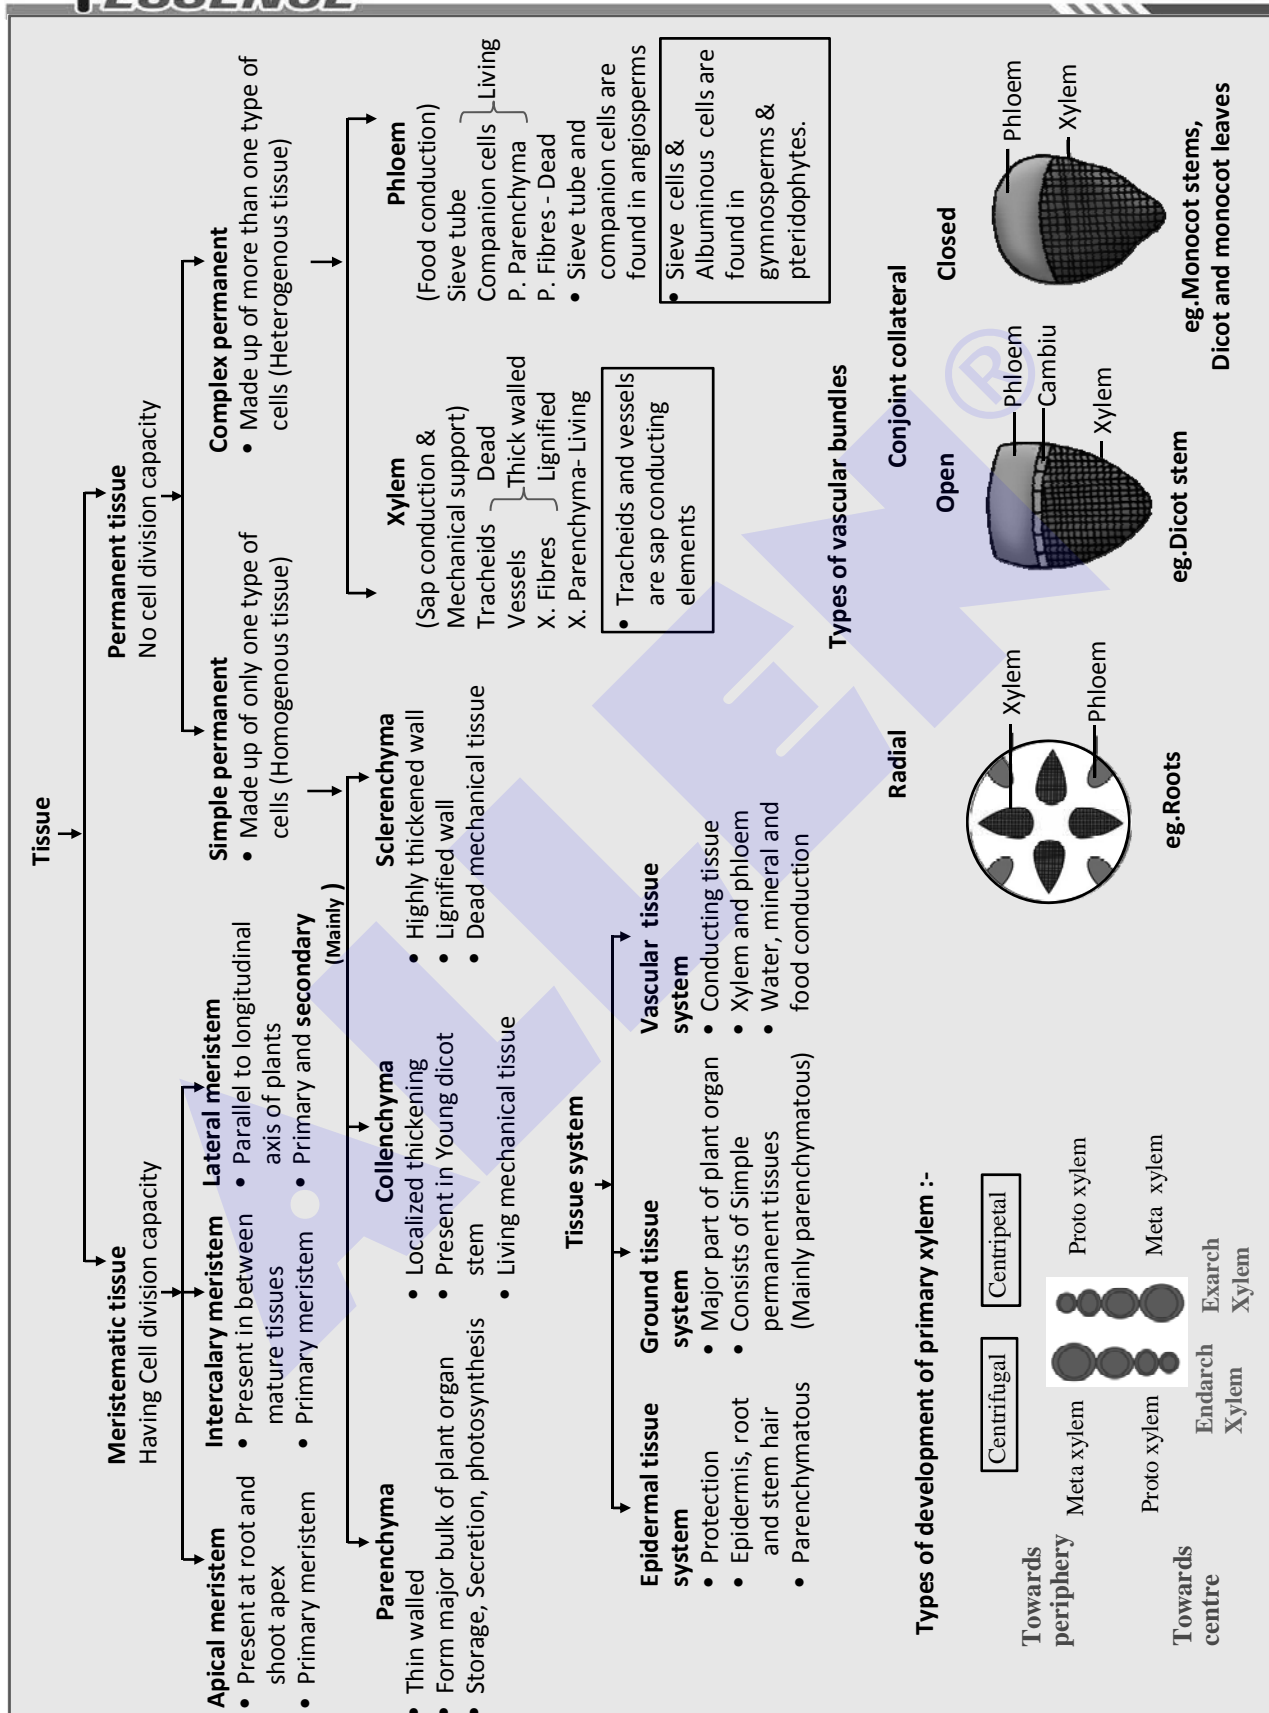 ESSENCE
Tissue
Meristematic tissue
Having Cell division capacity
Permanent tissue
No cell division capacity
Apical meristem
• Present at root and
shoot apex
• Primary meristem
Intercalary meristem
• Present in between
mature tissues
• Primary meristem
Lateral meristem
• Parallel to longitudinal
axis of plants
• Primary and secondary
(Mainly )
Simple permanent
• Made up of only one type of
cells (Homogenous tissue)
Complex permanent
• Made up of more than one type of
cells (Heterogenous tissue)
Parenchyma
• Thin walled
• Form major bulk of plant organ
• Storage, Secretion, photosynthesis
Collenchyma
• Localized thickening
• Present in Young dicot
stem
• Living mechanical tissue
Sclerenchyma
• Highly thickened wall
• Lignified wall
• Dead mechanical tissue
Xylem
(Sap conduction &
Mechanical support)
Tracheids Dead
Vessels Thick walled
X. Fibres Lignified
X. Parenchyma- Living
• Tracheids and vessels
are sap conducting
elements
Phloem
(Food conduction)
Sieve tube
Companion cells Living
P. Parenchyma
P. Fibres - Dead
• Sieve tube and
companion cells are
found in angiosperms
• Sieve cells &
Albuminous cells are
found in
gymnosperms &
pteridophytes.
Tissue system
Epidermal tissue
system
• Protection
• Epidermis, root
and stem hair
• Parenchymatous
Ground tissue
system
• Major part of plant organ
• Consists of Simple
permanent tissues
(Mainly parenchymatous)
Vascular tissue
system
• Conducting tissue
• Xylem and phloem
• Water, mineral and
food conduction
Types of vascular bundles
Radial
Xylem
Phloem
eg.Roots
Conjoint collateral
Open
Phloem
Cambiu
Xylem
eg.Dicot stem
Closed
Phloem
Xylem
eg.Monocot stems,
Dicot and monocot leaves
Types of development of primary xylem :-
Centrifugal
Centripetal
Towards
periphery
Meta xylem
Proto xylem
Towards
centre
Proto xylem
Meta xylem
Endarch
Xylem
Exarch
Xylem
ALLEN
®